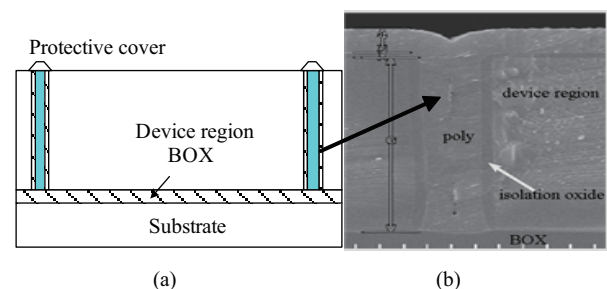 Protective cover
Device region
BOX
Substrate
(a)
device region
poly
isolation oxide
BOX
(b)